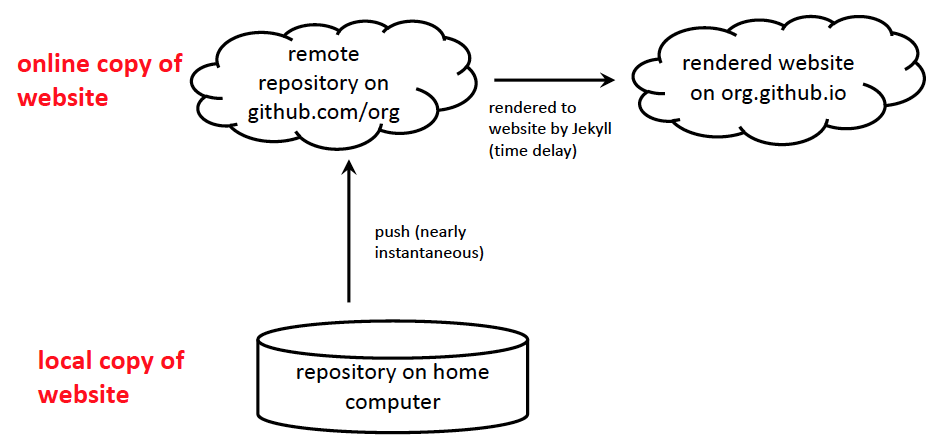 online copy of
website
remote
repository on
github.com/org
rendered website
on org.github.io
rendered to
website by Jekyll
(time delay)
push (nearly
instantaneous)
local copy of
website
repository on home
computer